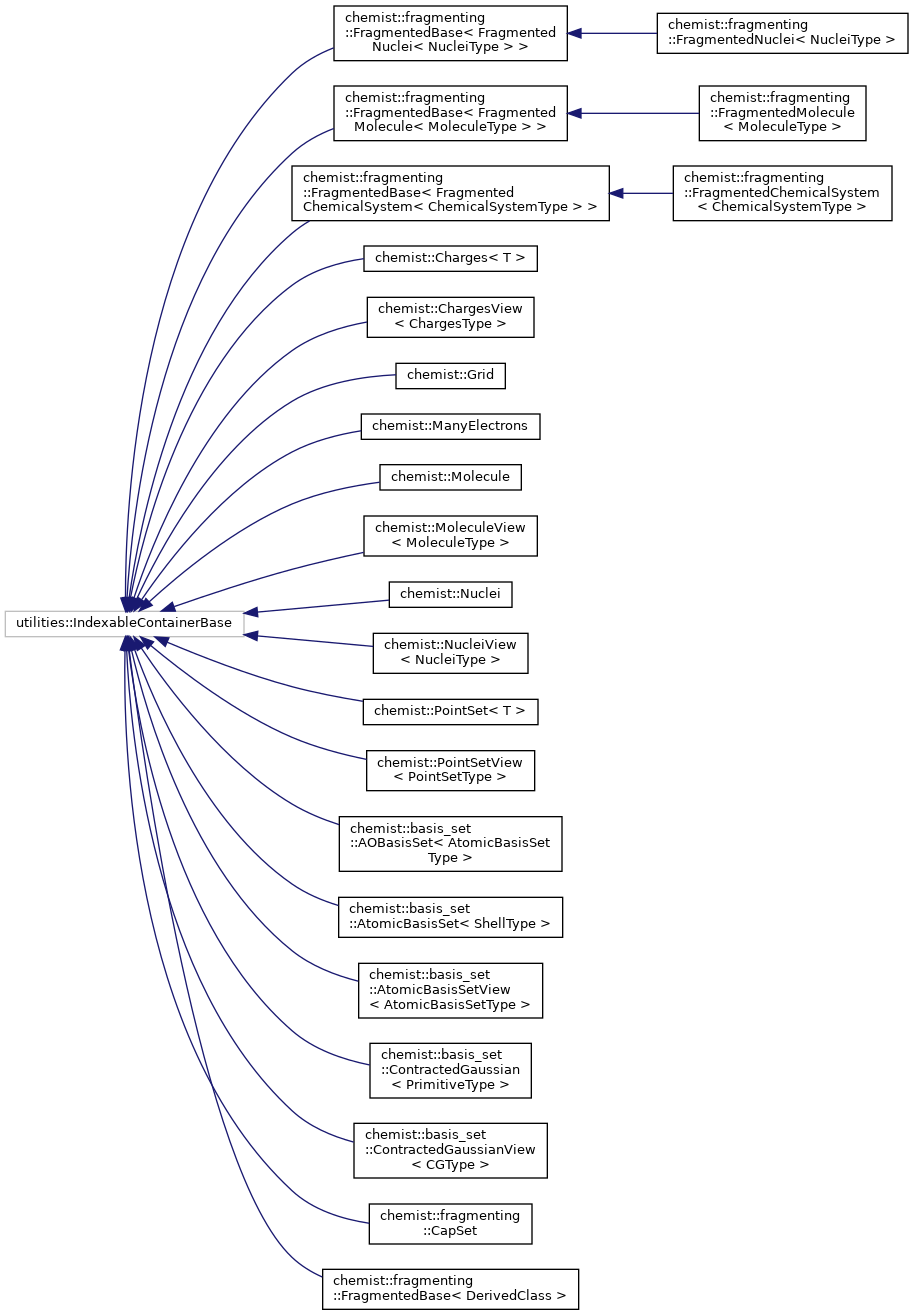 chemist::fragmenting
::FragmentedBase< Fragmented
Nuclei< NucleiType > >
chemist::fragmenting
::FragmentedNuclei< NucleiType >
chemist::fragmenting
::FragmentedBase< Fragmented
Molecule< MoleculeType > >
chemist::fragmenting
::FragmentedMolecule
< MoleculeType >
chemist::fragmenting
::FragmentedBase< Fragmented
ChemicalSystem< ChemicalSystemType > >
chemist::fragmenting
::FragmentedChemicalSystem
< ChemicalSystemType >
chemist::Charges< T >
chemist::ChargesView
< ChargesType >
chemist::Grid
chemist::ManyElectrons
chemist::Molecule
chemist::MoleculeView
< MoleculeType >
chemist::Nuclei
utilities::IndexableContainerBase
chemist::NucleiView
< NucleiType >
chemist::PointSet< T >
chemist::PointSetView
< PointSetType >
chemist::basis_set
::AOBasisSet< AtomicBasisSet
Type >
chemist::basis_set
::AtomicBasisSet< ShellType >
chemist::basis_set
::AtomicBasisSetView
< AtomicBasisSetType >
chemist::basis_set
::ContractedGaussian
< PrimitiveType >
chemist::basis_set
::ContractedGaussianView
< CGType >
chemist::fragmenting
::CapSet
chemist::fragmenting
::FragmentedBase< DerivedClass >